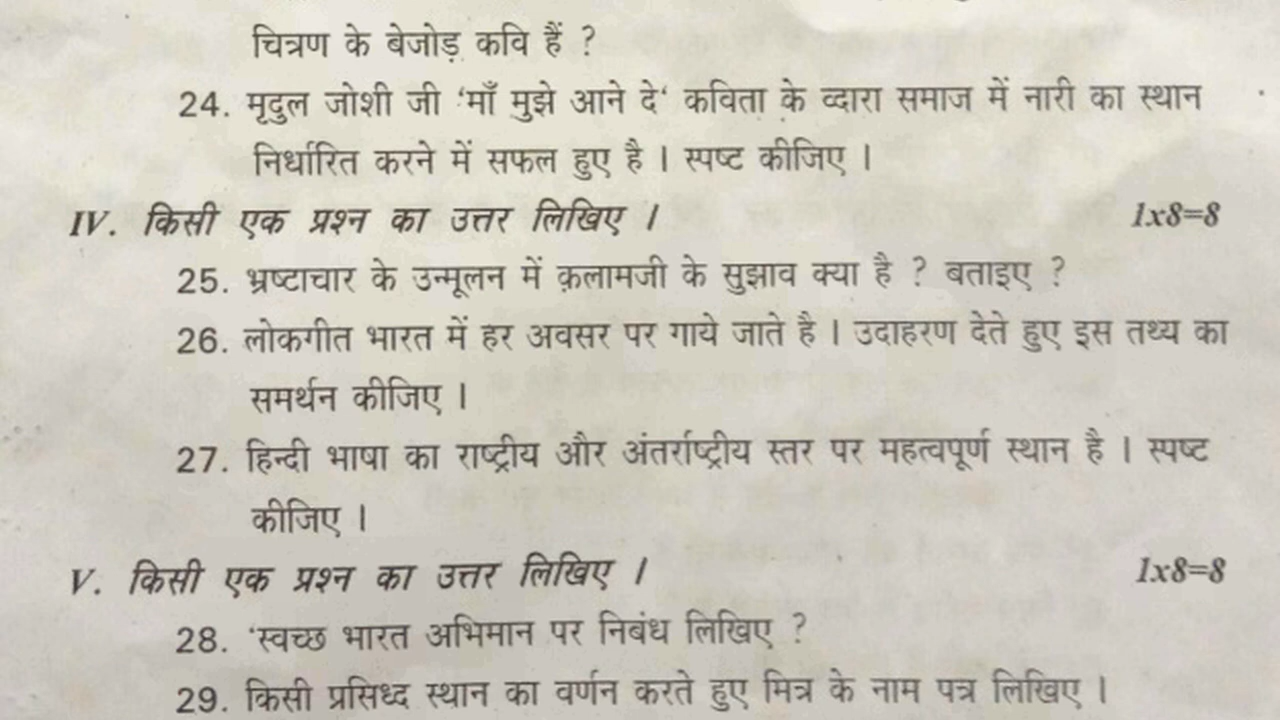 चित्रण के बेजोड़ कवि हैं ?
24. मृदुल जोशी जी 'माँ मुझे आने दे' कविता के व्दारा समाज में नारी का स्थान
निर्धारित करने में सफल हुए है । स्पष्ट कीजिए ।
IV. किसी एक प्रश्न का उत्तर लिखिए । 1x8=8
25. भ्रष्टाचार के उन्मूलन में क़लामजी के सुझाव क्या है ? बताइए ?
26. लोकगीत भारत में हर अवसर पर गाये जाते है । उदाहरण देते हुए इस तथ्य का
समर्थन कीजिए ।
27. हिन्दी भाषा का राष्ट्रीय और अंतर्राष्ट्रीय स्तर पर महत्वपूर्ण स्थान है । स्पष्ट
कीजिए ।
V. किसी एक प्रश्न का उत्तर लिखिए । 1x8=8
28. 'स्वच्छ भारत अभिमान पर निबंध लिखिए ?
29. किसी प्रसिध्द स्थान का वर्णन करते हुए मित्र के नाम पत्र लिखिए ।